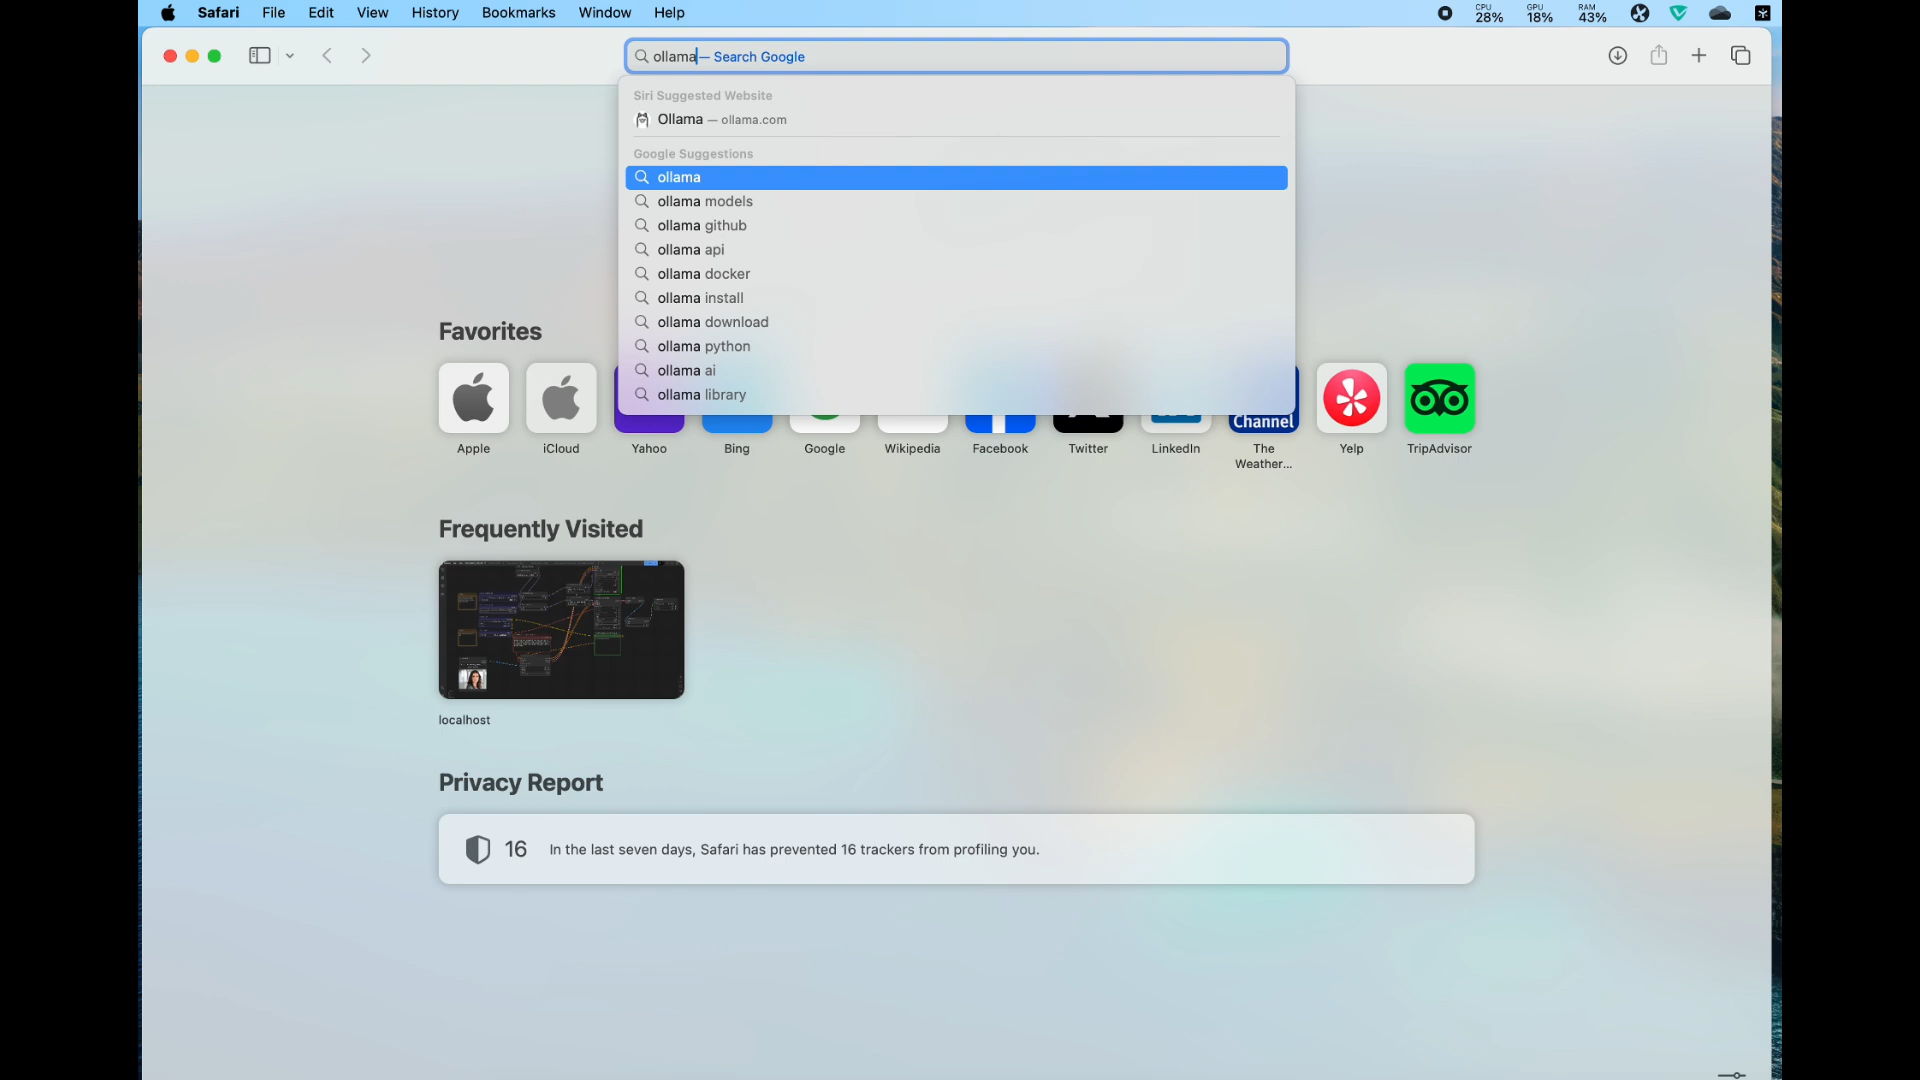 Safari File Edit View History Bookmarks Window Help
CPU 28% GPU 18% RAM 43%
ollama — Search Google
Siri Suggested Website
Ollama — ollama.com
Google Suggestions
ollama
ollama models
ollama github
ollama api
ollama docker
ollama install
ollama download
ollama python
ollama ai
ollama library
Favorites
Channel
Apple iCloud Yahoo Bing Google Wikipedia Facebook Twitter LinkedIn The Weather... Yelp TripAdvisor
Frequently Visited
localhost
Privacy Report
16 In the last seven days, Safari has prevented 16 trackers from profiling you.